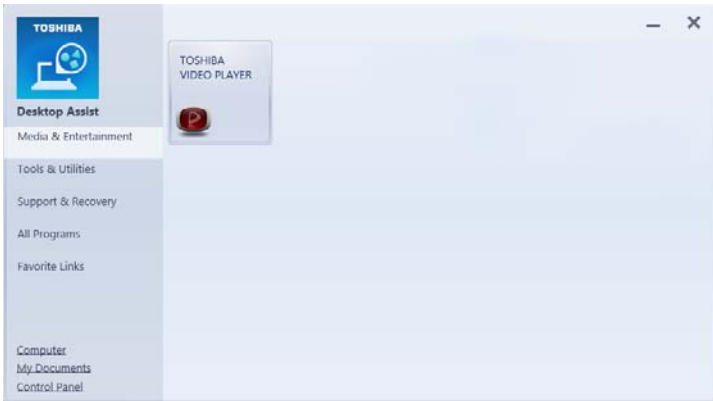 TOSHIBA
Desktop Assist
Media & Entertainment
Tools & Utilities
Support & Recovery
All Programs
Favorite Links
Computer
My Documents
Control Panel
TOSHIBA
VIDEO PLAYER